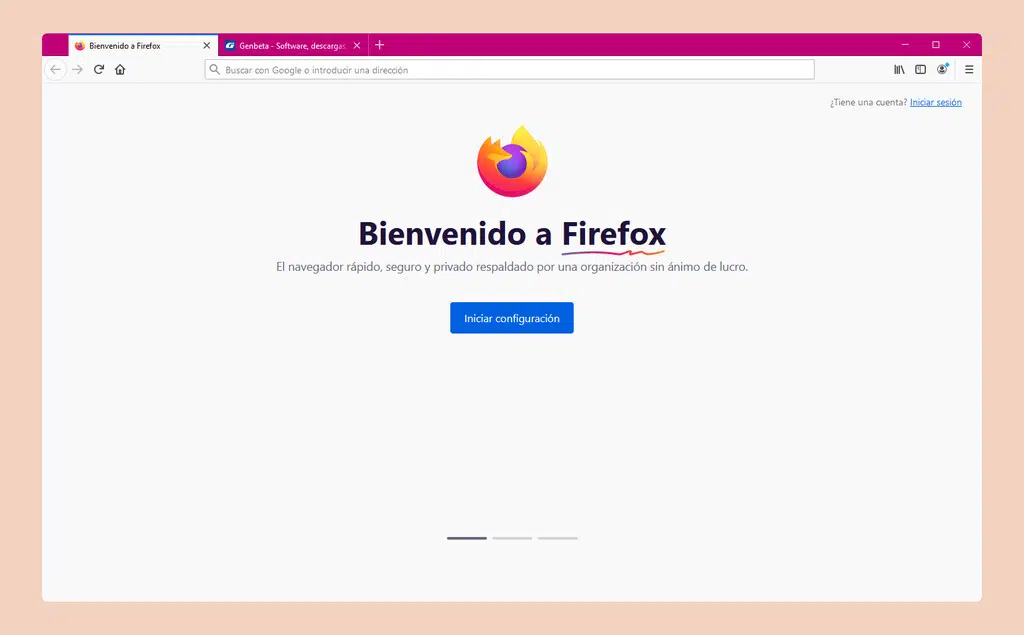 Bienvenido a Firefox
Genbeta - Software, descargas
Buscar con Google o introducir una dirección
¿Tiene una cuenta? Iniciar sesión
Bienvenido a Firefox
El navegador rápido, seguro y privado respaldado por una organización sin ánimo de lucro.
Iniciar configuración